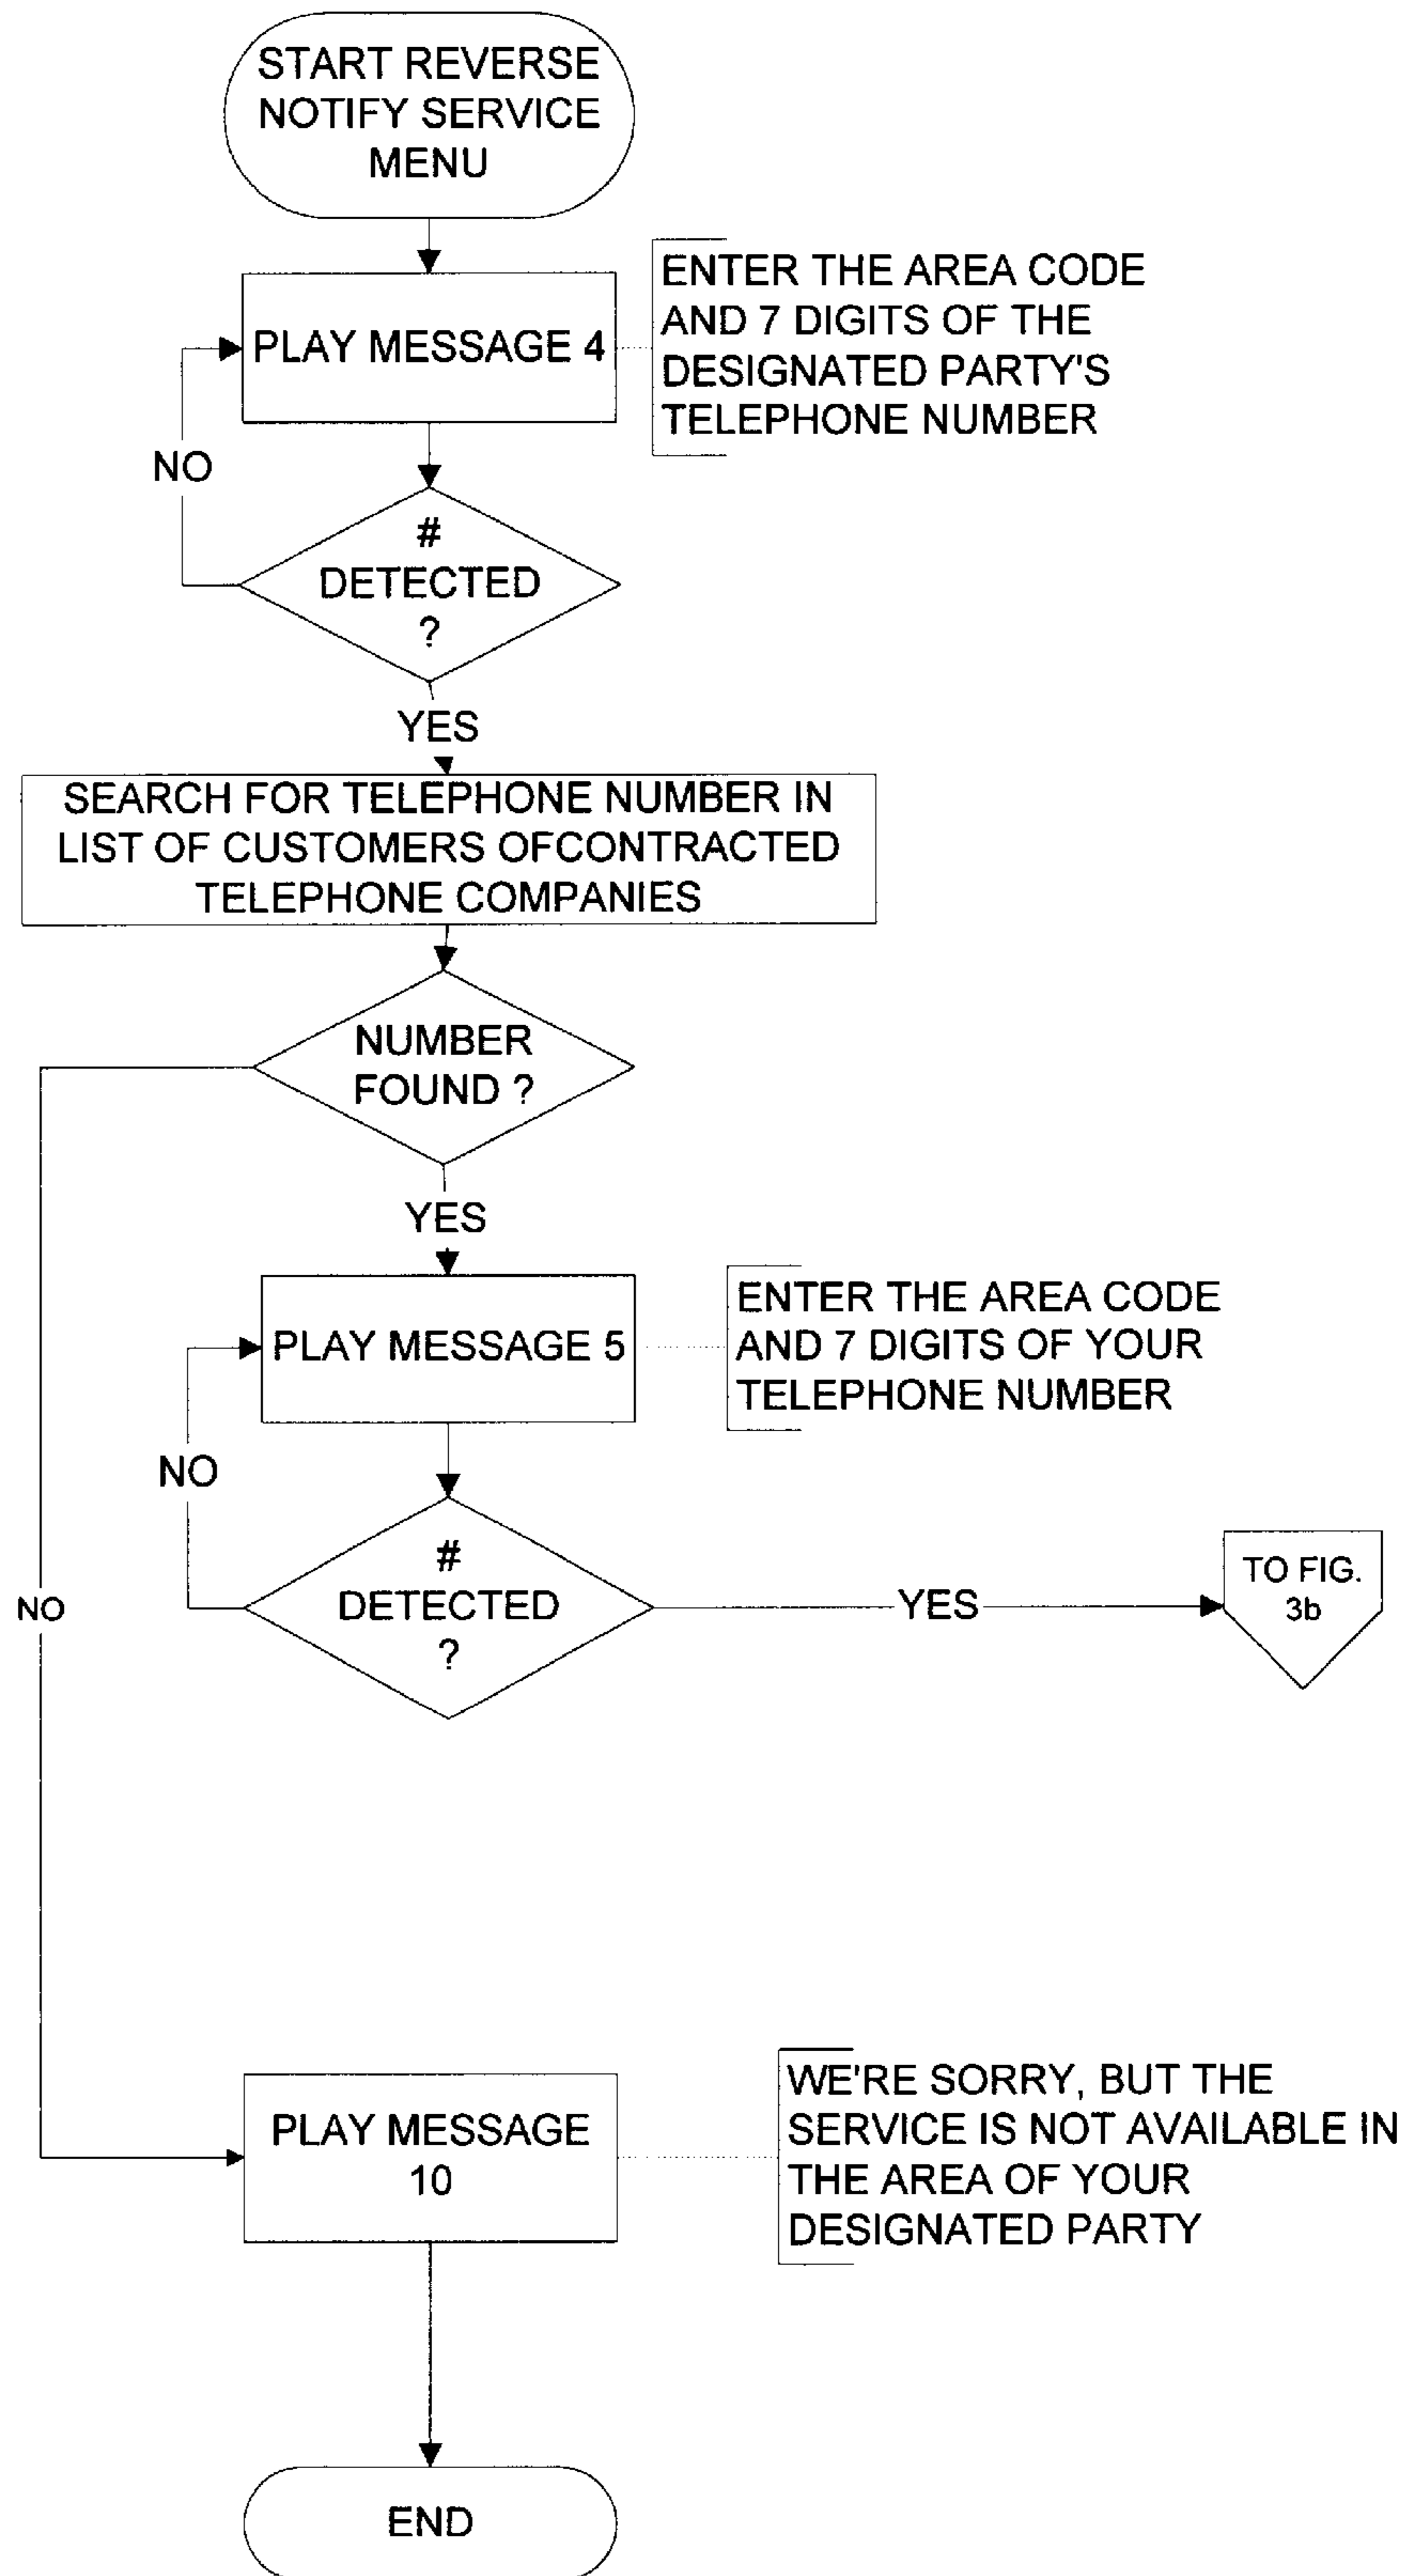 START REVERSE
NOTIFY SERVICE
MENU
PLAY MESSAGE 4
ENTER THE AREA CODE
AND 7 DIGITS OF THE
DESIGNATED PARTY'S
TELEPHONE NUMBER
NO
#
DETECTED
?
YES
SEARCH FOR TELEPHONE NUMBER IN
LIST OF CUSTOMERS OFCONTRACTED
TELEPHONE COMPANIES
NUMBER
FOUND ?
YES
PLAY MESSAGE 5
ENTER THE AREA CODE
AND 7 DIGITS OF YOUR
TELEPHONE NUMBER
NO
#
DETECTED
?
YES
TO FIG.
3b
NO
PLAY MESSAGE
10
WE'RE SORRY, BUT THE
SERVICE IS NOT AVAILABLE IN
THE AREA OF YOUR
DESIGNATED PARTY
END